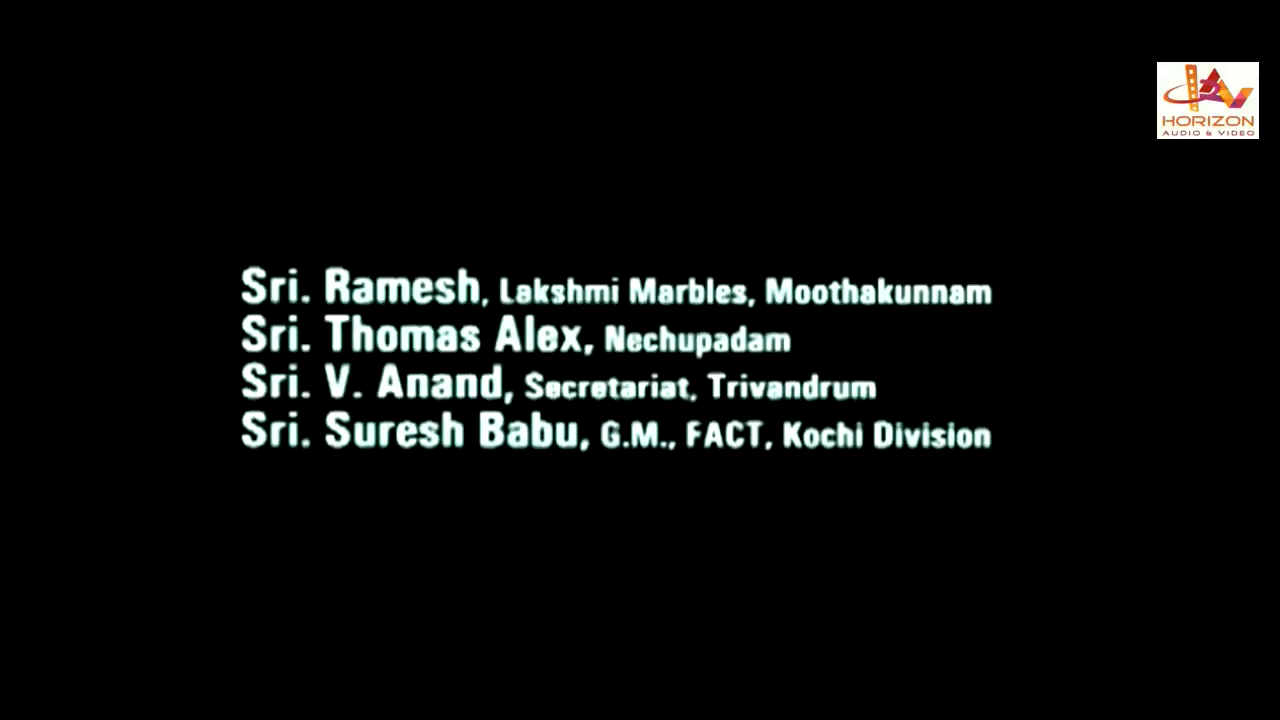 HORIZON
AUDIO & VIDEO
Sri. Ramesh, Lakshmi Marbles, Moothakunnam
Sri. Thomas Alex, Nechupadam
Sri. V. Anand, Secretariat, Trivandrum
Sri. Suresh Babu, G.M., FACT, Kochi Division